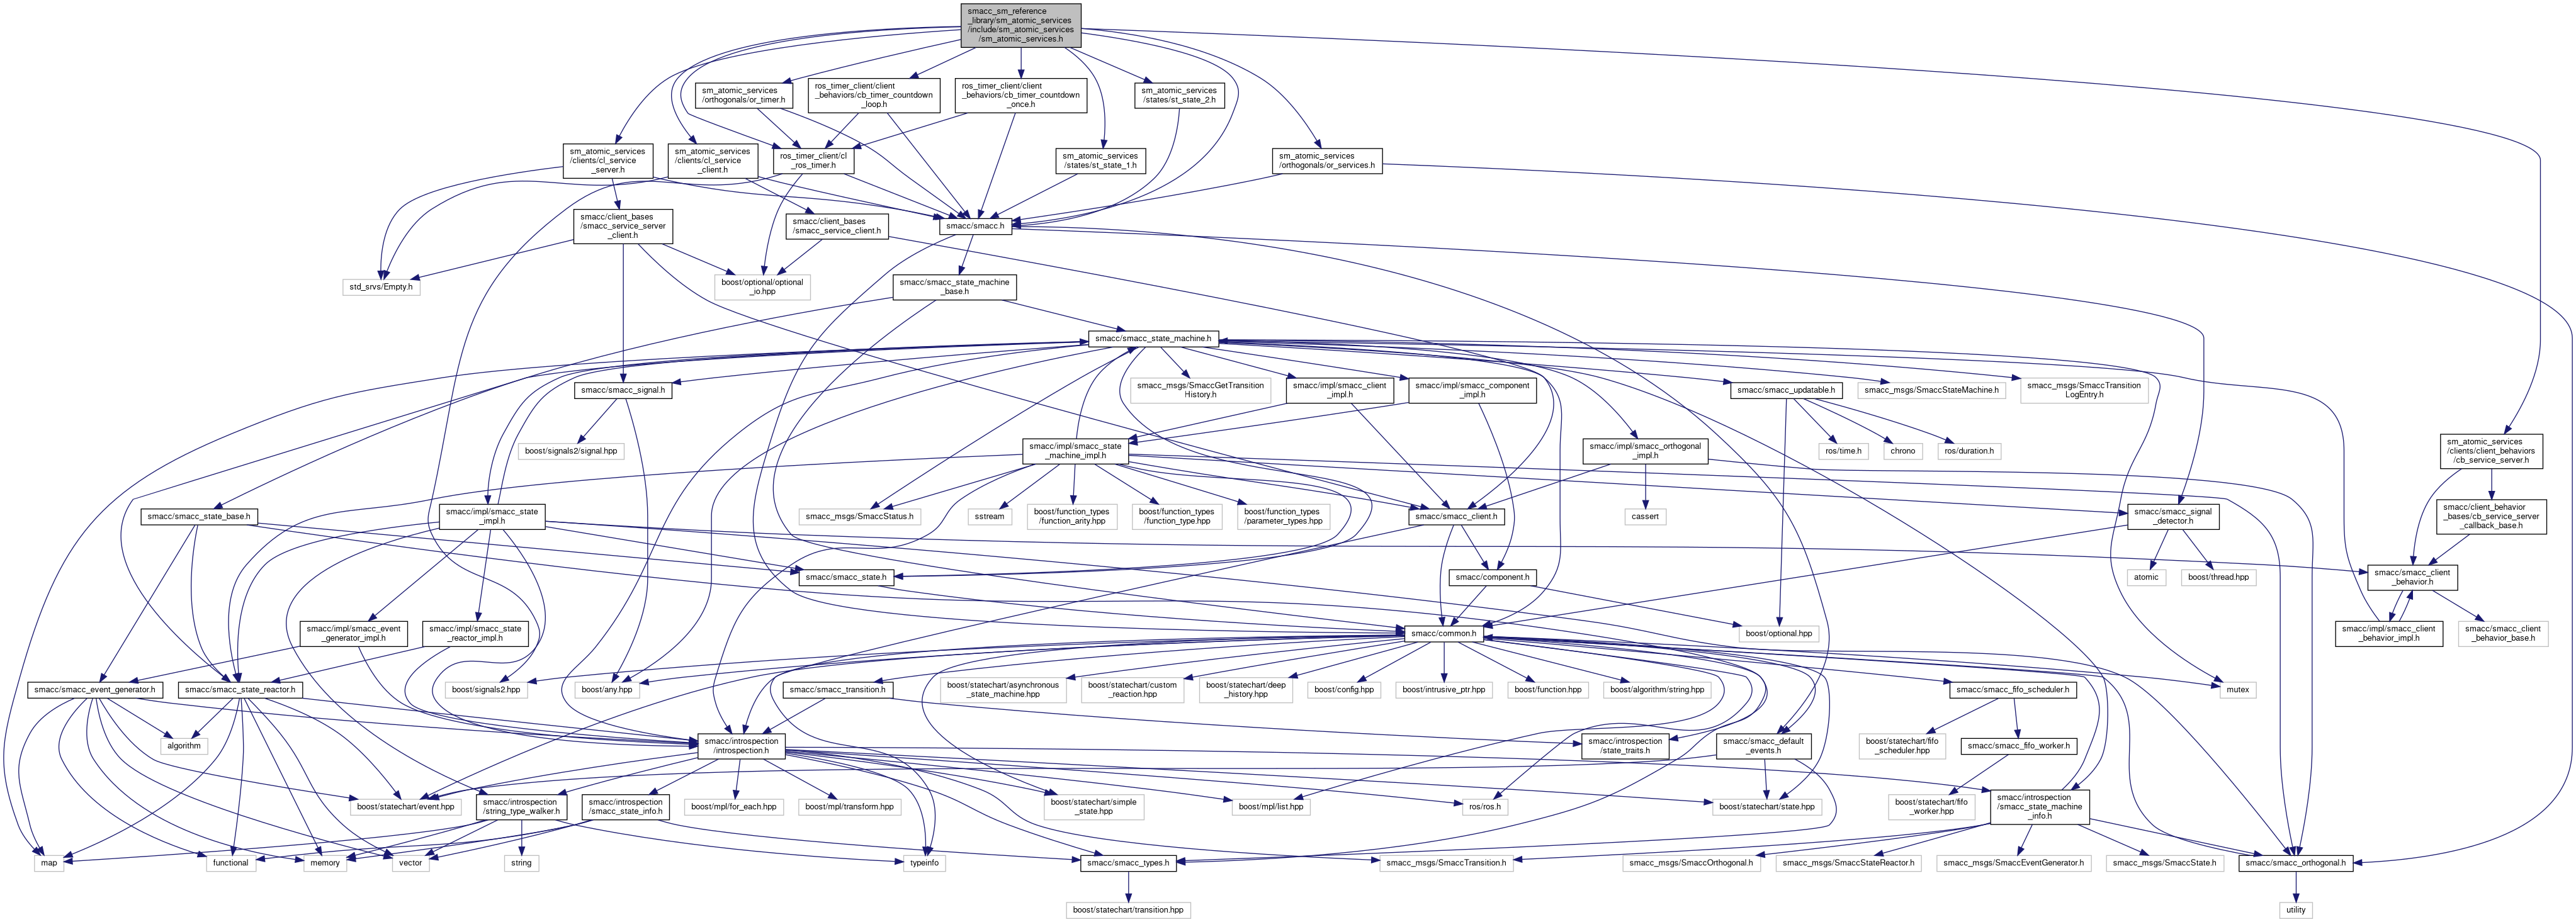 smacc_sm_reference
_library/sm_atomic_services
/include/sm_atomic_services
/sm_atomic_services.h
sm_atomic_services
/orthogonals/or_timer.h
ros_timer_client/client
_behaviors/cb_timer_countdown
_loop.h
ros_timer_client/client
_behaviors/cb_timer_countdown
_once.h
sm_atomic_services
/states/st_state_2.h
sm_atomic_services
/clients/cl_service
_server.h
sm_atomic_services
/clients/cl_service
_client.h
ros_timer_client/cl
_ros_timer.h
sm_atomic_services
/states/st_state_1.h
sm_atomic_services
/orthogonals/or_services.h
smacc/client_bases
/smacc_service_server
_client.h
smacc/client_bases
/smacc_service_client.h
smacc/smacc.h
std_srvs/Empty.h
boost/optional/optional
_io.hpp
smacc/smacc_state_machine
_base.h
smacc/smacc_state_machine.h
smacc/smacc_signal.h
smacc_msgs/SmaccGetTransition
History.h
smacc/impl/smacc_client
_impl.h
smacc/impl/smacc_component
_impl.h
smacc/smacc_updatable.h
smacc_msgs/SmaccStateMachine.h
smacc_msgs/SmaccTransition
LogEntry.h
boost/signals2/signal.hpp
smacc/impl/smacc_state
_machine_impl.h
smacc/impl/smacc_orthogonal
_impl.h
ros/time.h
chrono
ros/duration.h
sm_atomic_services
/clients/client_behaviors
/cb_service_server.h
smacc/smacc_state_base.h
smacc/impl/smacc_state
_impl.h
smacc_msgs/SmaccStatus.h
sstream
boost/function_types
/function_arity.hpp
boost/function_types
/function_type.hpp
boost/function_types
/parameter_types.hpp
smacc/smacc_client.h
cassert
smacc/smacc_signal
_detector.h
smacc/client_behavior
_bases/cb_service_server
_callback_base.h
smacc/smacc_state.h
smacc/component.h
atomic
boost/thread.hpp
smacc/smacc_client
_behavior.h
smacc/impl/smacc_event
_generator_impl.h
smacc/impl/smacc_state
_reactor_impl.h
smacc/common.h
boost/optional.hpp
smacc/impl/smacc_client
_behavior_impl.h
smacc/smacc_client
_behavior_base.h
smacc/smacc_event_generator.h
smacc/smacc_state_reactor.h
boost/signals2.hpp
boost/any.hpp
smacc/smacc_transition.h
boost/statechart/asynchronous
_state_machine.hpp
boost/statechart/custom
_reaction.hpp
boost/statechart/deep
_history.hpp
boost/config.hpp
boost/intrusive_ptr.hpp
boost/function.hpp
boost/algorithm/string.hpp
smacc/smacc_fifo_scheduler.h
mutex
algorithm
smacc/introspection
/introspection.h
smacc/introspection
/state_traits.h
smacc/smacc_default
_events.h
boost/statechart/fifo
_scheduler.hpp
smacc/smacc_fifo_worker.h
boost/statechart/event.hpp
smacc/introspection
/string_type_walker.h
smacc/introspection
/smacc_state_info.h
boost/mpl/for_each.hpp
boost/mpl/transform.hpp
boost/statechart/simple
_state.hpp
boost/mpl/list.hpp
ros/ros.h
boost/statechart/state.hpp
boost/statechart/fifo
_worker.hpp
smacc/introspection
/smacc_state_machine
_info.h
map
functional
memory
vector
string
typeinfo
smacc/smacc_types.h
smacc_msgs/SmaccTransition.h
smacc_msgs/SmaccOrthogonal.h
smacc_msgs/SmaccStateReactor.h
smacc_msgs/SmaccEventGenerator.h
smacc_msgs/SmaccState.h
smacc/smacc_orthogonal.h
boost/statechart/transition.hpp
utility